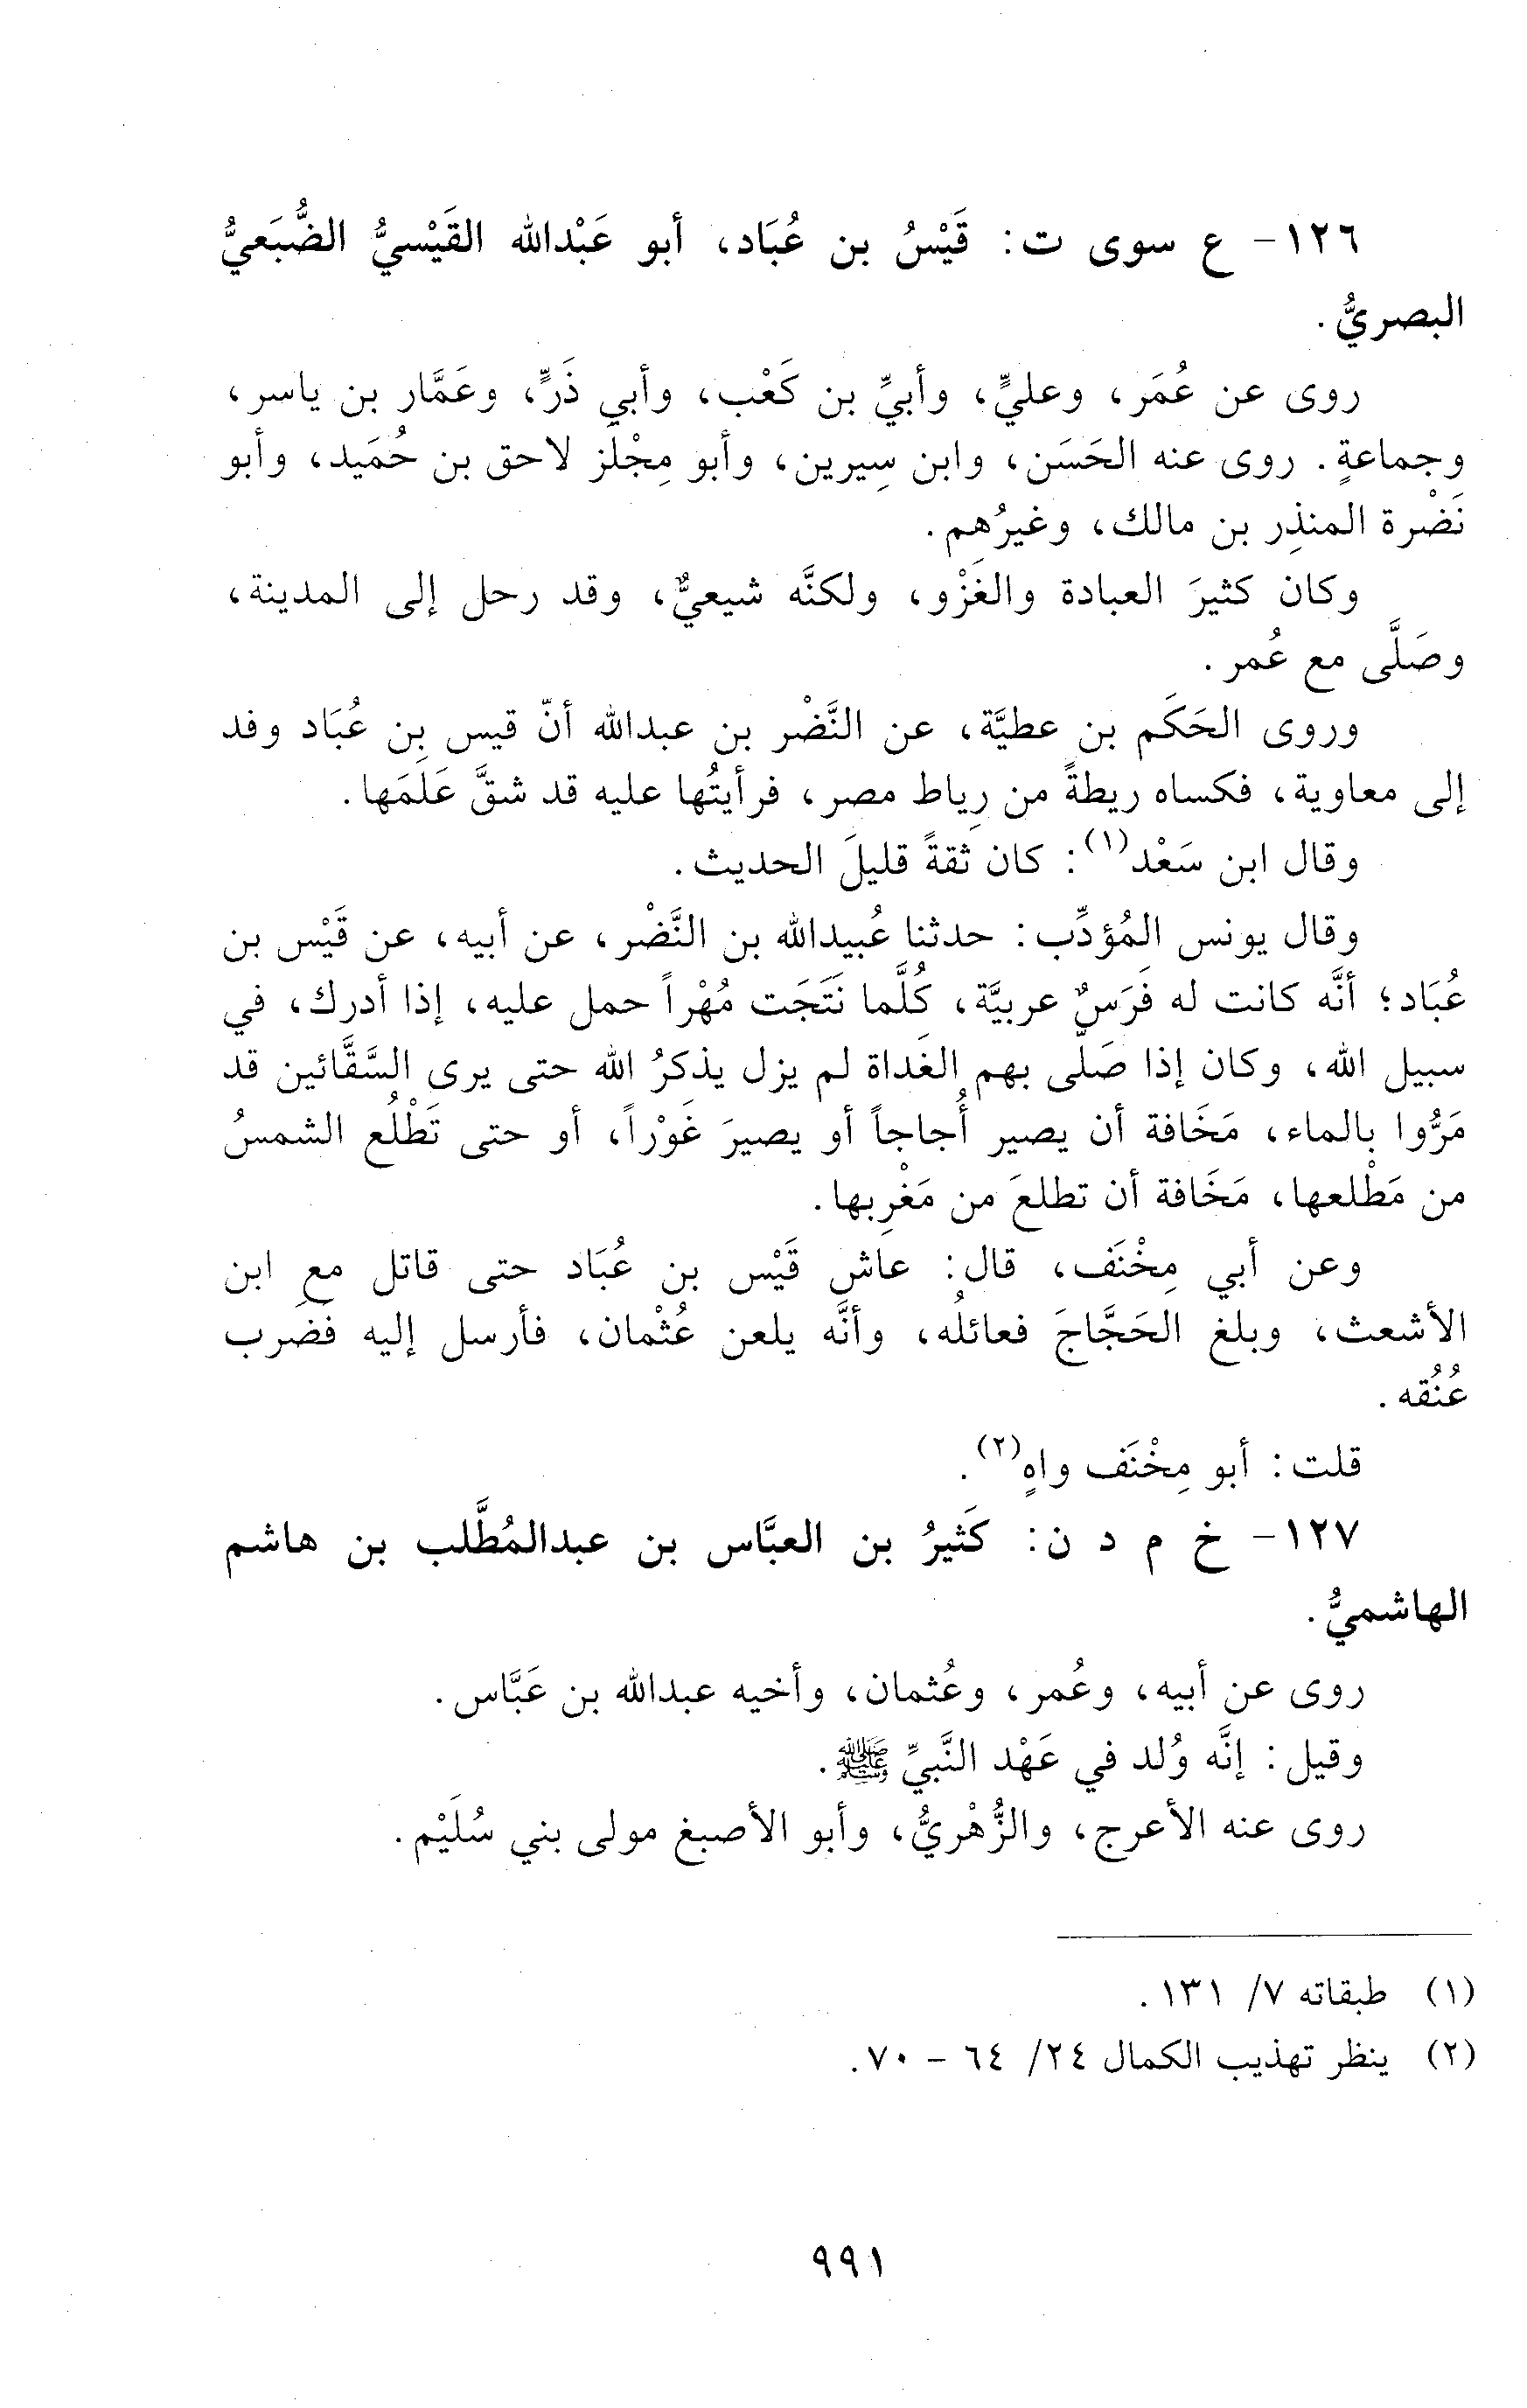 ١٢٦- ع سوى ت: قَيْسُ بن عُبَاد، أبو عَبْدالله القَيْسيُّ الضُّبَعيُّ
البصريُّ.
روى عن عُمَر، وعليٍّ، وأبيِّ بن كَعْب، وأبي ذَرٍّ، وعَمَّار بن ياسر،
وجماعةٍ. روى عنه الحَسَن، وابن سِيرين، وأبو مِجْلَز لاحق بن حُمَيد، وأبو
نَضْرة المنذِر بن مالك، وغيرُهم.
وكان كثيرَ العبادة والغَزْو، ولكنَّه شيعيٌّ، وقد رحل إلى المدينة،
وصَلَّى مع عُمر.
وروى الحَكَم بن عطيَّة، عن النَّضْر بن عبدالله أنّ قيس بن عُبَاد وفد
إلى معاوية، فكساه ريطةً من رِياط مصر، فرأيتُها عليه قد شقَّ عَلَمَها.
وقال ابن سَعْد(١): كان ثقةً قليلَ الحديث.
وقال يونس المُؤدِّب: حدثنا عُبيدالله بن النَّضْر، عن أبيه، عن قَيْس بن
عُبَاد؛ أنَّه كانت له فَرَسٌ عربيَّة، كُلَّما نَتَجَت مُهْراً حمل عليه، إذا أدرك، في
سبيل الله، وكان إذا صَلَّى بهم الغَداة لم يزل يذكرُ الله حتى يرى السَّقَّائين قد
مَرُّوا بالماء، مَخَافة أن يصير أُجاجاً أو يصيرَ غَوْراً، أو حتى تَطْلُع الشمسُ
من مَطْلعها، مَخَافة أن تطلعَ من مَغْرِبها.
وعن أبي مِخْنَف، قال: عاش قَيْس بن عُبَاد حتى قاتل مع ابن
الأشعث، وبلغ الحَجَّاجَ فعائلُه، وأنَّه يلعن عُثْمان، فأرسل إليه فَضَرب
عُنُقه.
قلت: أبو مِخْنَف واهٍ(٢).
١٢٧- خ م د ن: كَثيرُ بن العبَّاس بن عبدالمُطَّلب بن هاشم
الهاشميُّ.
روى عن أبيه، وعُمر، وعُثمان، وأخيه عبدالله بن عَبَّاس.
وقيل: إنَّه وُلد في عَهْد النَّبيِّ ﷺ.
روى عنه الأعرج، والزُّهْريُّ، وأبو الأصبغ مولى بني سُلَيْم.
(١) طبقاته ٧/ ١٣١.
(٢) ينظر تهذيب الكمال ٢٤/ ٦٤ - ٧٠.
٩٩١